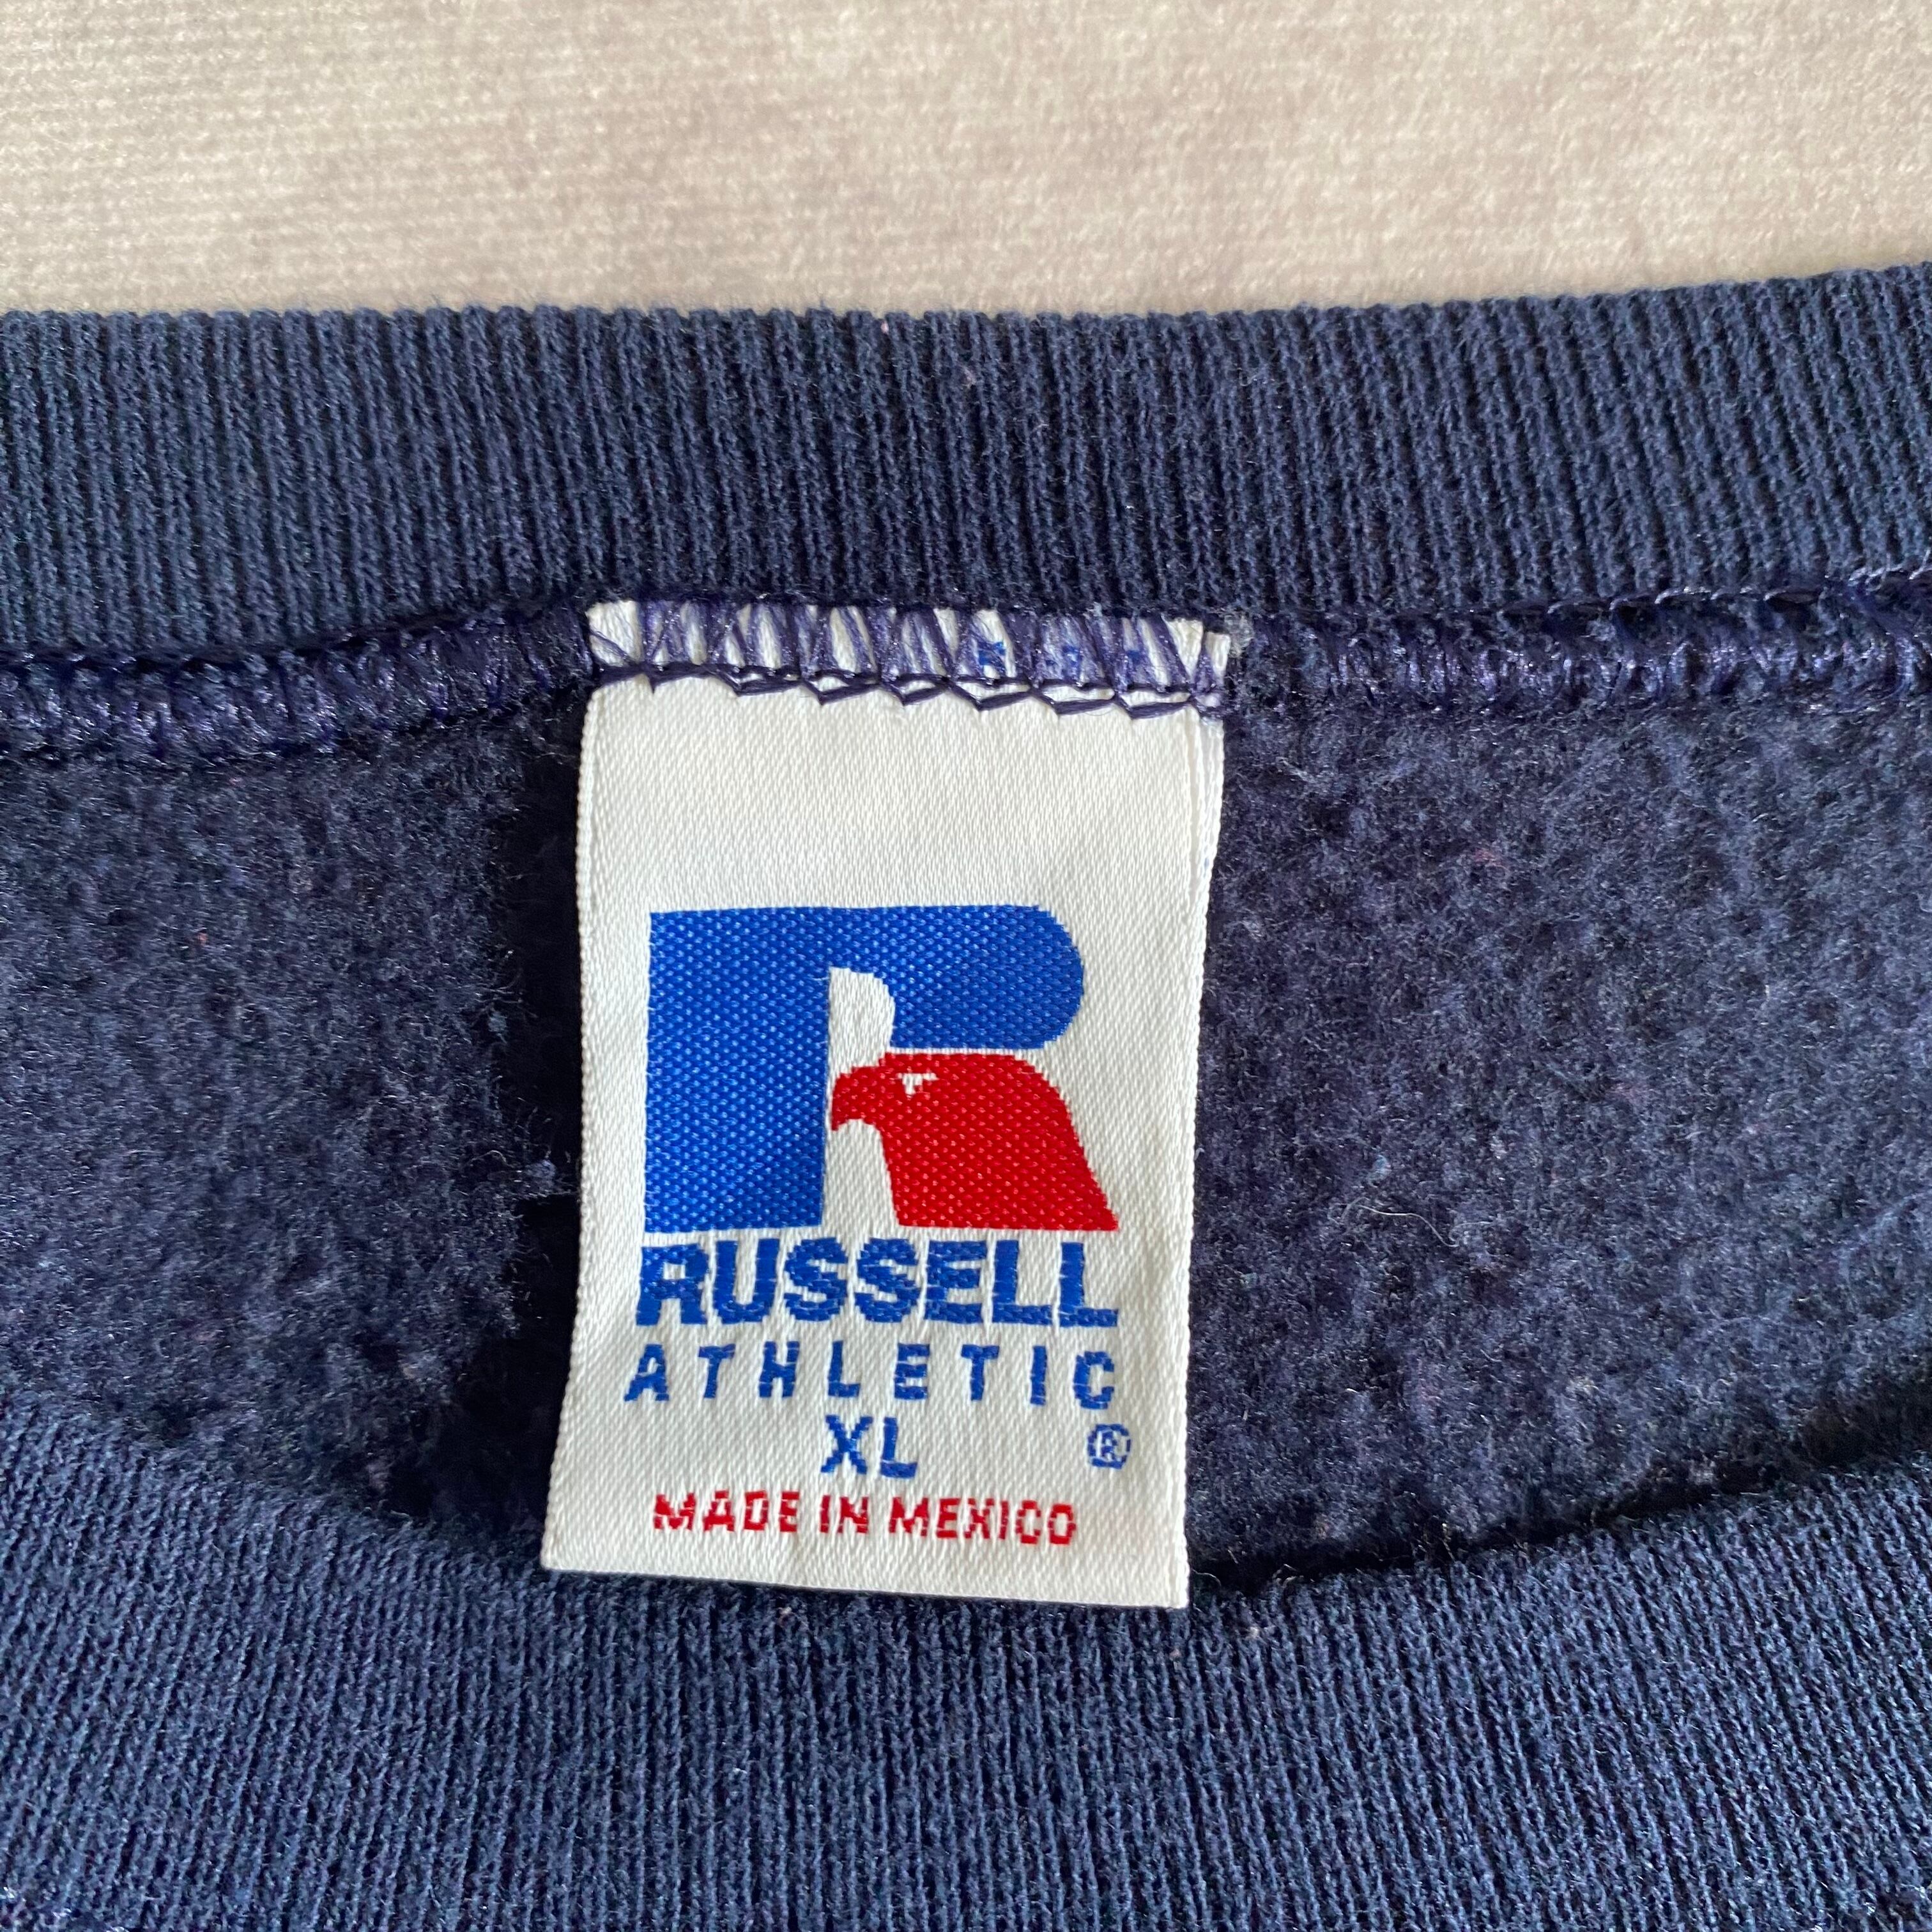 RUSSELL
ATHLETIC
XL ®
MADE IN MEXICO